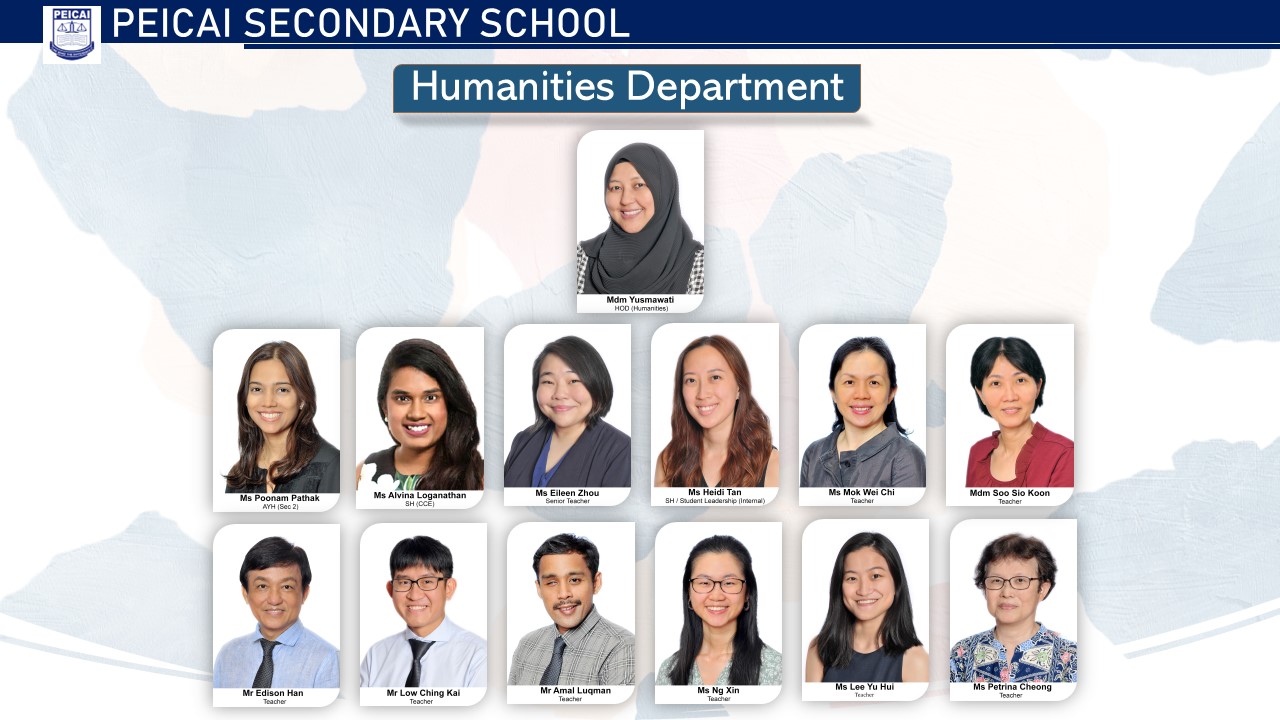 PEICAI
PEICAI SECONDARY SCHOOL
Humanities Department
Mdm Yusmawati
HOD (Humanities)
Ms Poonam Pathak
AYH (Sec 2)
Ms Alvina Loganathan
SH (CCE)
Ms Eileen Zhou
Senior Teacher
Ms Heidi Tan
SH / Student Leadership (Internal)
Ms Mok Wei Chi
Teacher
Mdm Soo Sio Koon
Teacher
Mr Edison Han
Teacher
Mr Low Ching Kai
Teacher
Mr Amal Luqman
Teacher
Ms Ng Xin
Teacher
Ms Lee Yu Hui
Teacher
Ms Petrina Cheong
Teacher